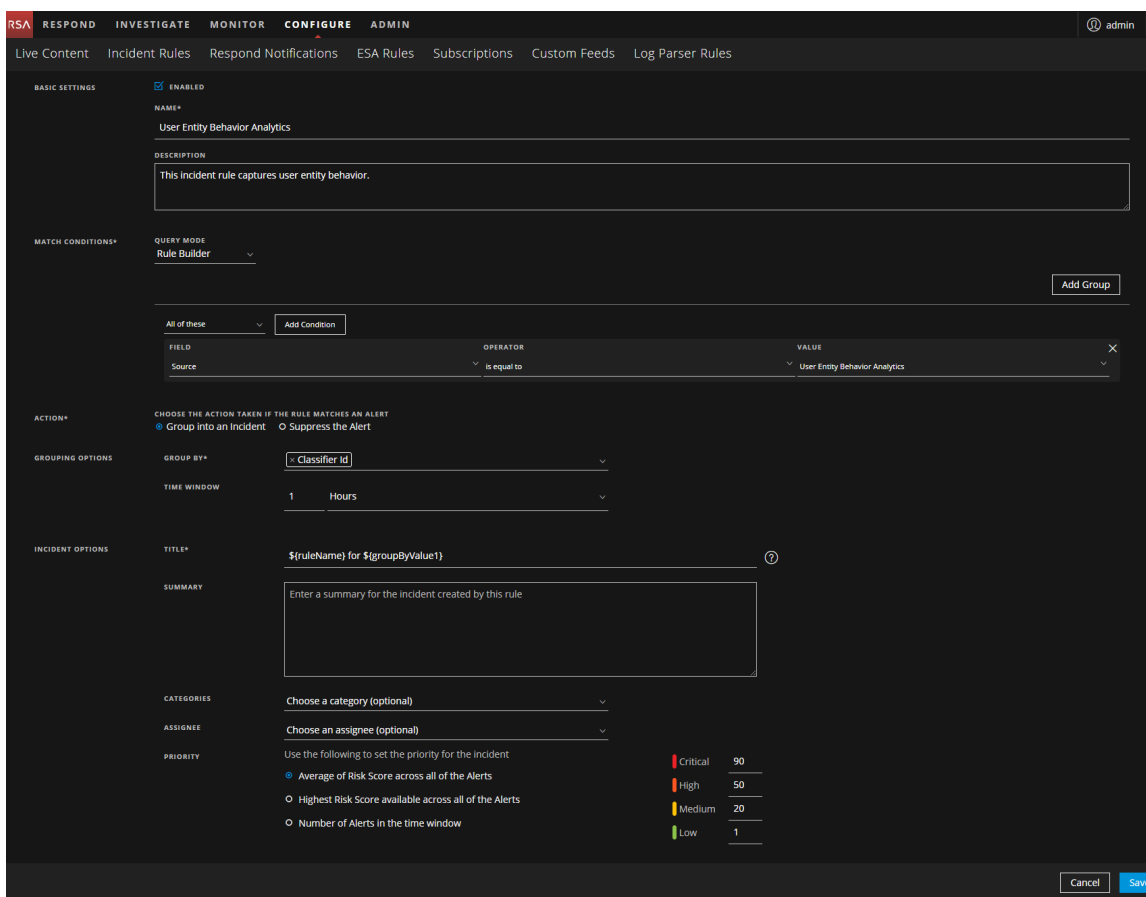 RSA RESPOND INVESTIGATE MONITOR CONFIGURE ADMIN admin
Live Content Incident Rules Respond Notifications ESA Rules Subscriptions Custom Feeds Log Parser Rules
BASIC SETTINGS ENABLED
NAME*
User Entity Behavior Analytics
DESCRIPTION
This incident rule captures user entity behavior.
MATCH CONDITIONS* QUERY MODE
Rule Builder
Add Group
All of these Add Condition
FIELD OPERATOR VALUE
Source is equal to User Entity Behavior Analytics
ACTION* CHOOSE THE ACTION TAKEN IF THE RULE MATCHES AN ALERT
Group into an Incident Suppress the Alert
GROUPING OPTIONS GROUP BY* × Classifier Id
TIME WINDOW
1 Hours
INCIDENT OPTIONS TITLE*
${ruleName} for ${groupByValue1} ?
SUMMARY
Enter a summary for the incident created by this rule
CATEGORIES Choose a category (optional)
ASSIGNEE Choose an assignee (optional)
PRIORITY Use the following to set the priority for the incident
Critical 90
Average of Risk Score across all of the Alerts
High 50
Highest Risk Score available across all of the Alerts
Medium 20
Number of Alerts in the time window
Low 1
Cancel Save